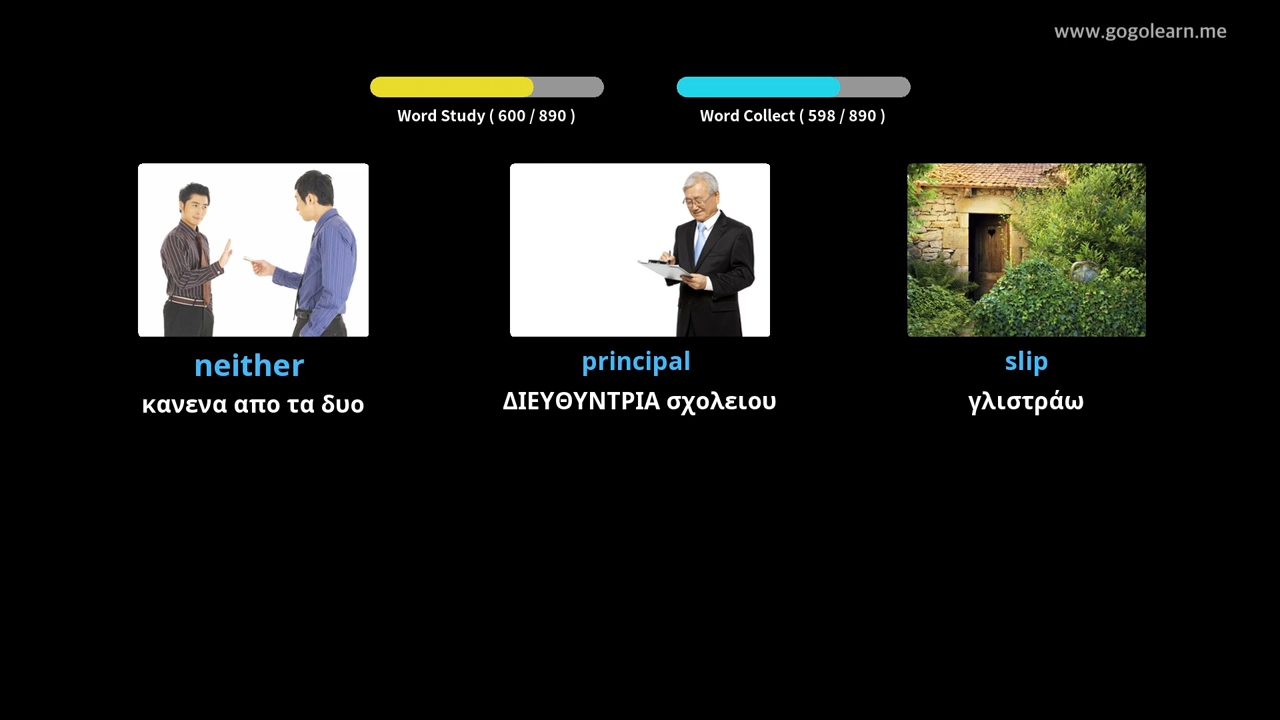 www.gogolearn.me
Word Study ( 600 / 890 )
Word Collect ( 598 / 890 )
neither
κανενα απο τα δυο
principal
ΔΙΕΥΘΥΝΤΡΙΑ σχολειου
slip
γλιστράω